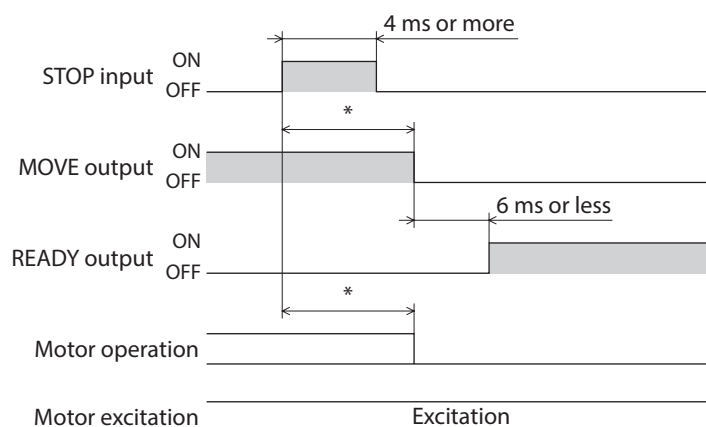 4 ms or more
STOP input ON
OFF
*
MOVE output ON
OFF
6 ms or less
READY output ON
OFF
*
Motor operation
Motor excitation Excitation